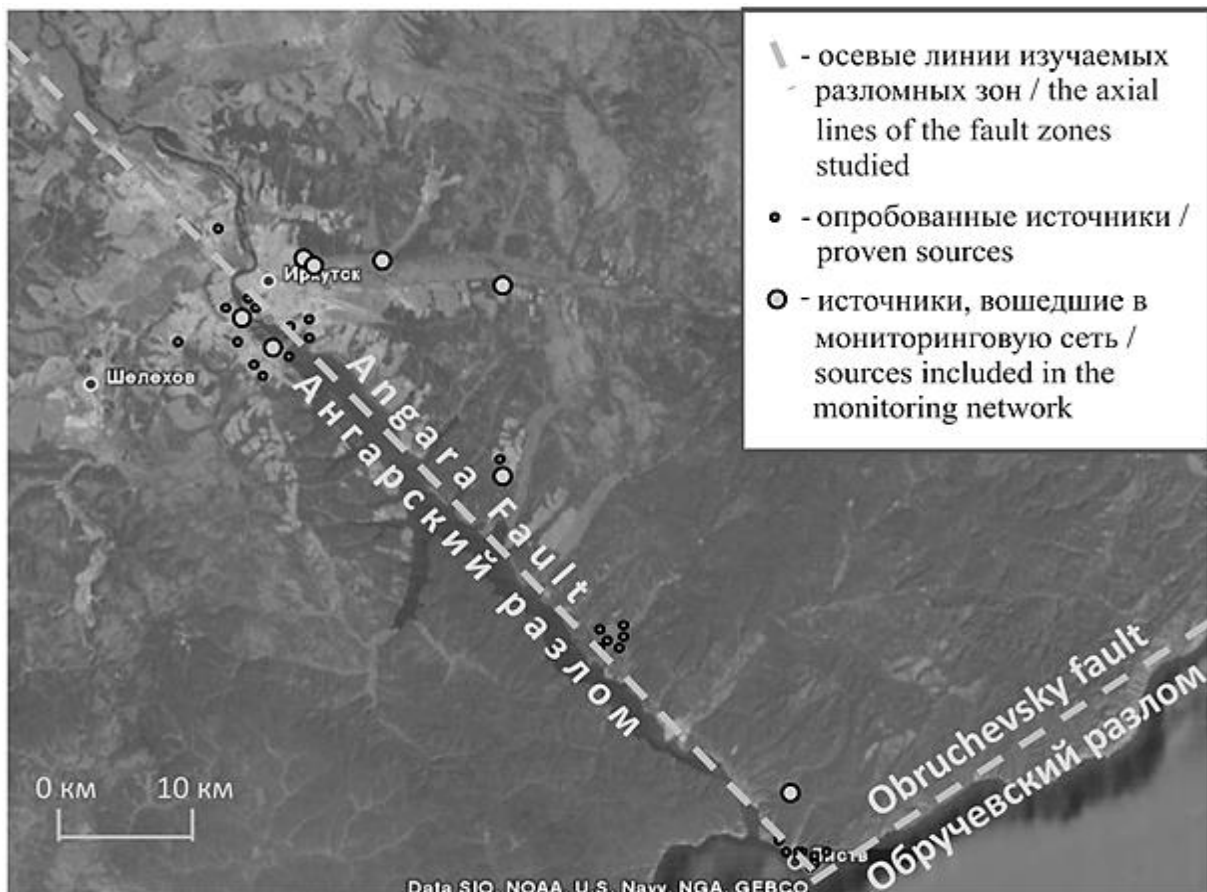 - осевые линии изучаемых
разломных зон / the axial
lines of the fault zones
studied
- опробованные источники /
proven sources
- источники, вошедшие в
мониторинговую сеть /
sources included in the
monitoring network
Иркутск
Шелехов
Angara Fault
Ангарский разлом
Obruchevsky fault
Обручевский разлом
0 км 10 км
Листв
Data SIO, NOAA, U.S. Navy, NGA, GEBCO